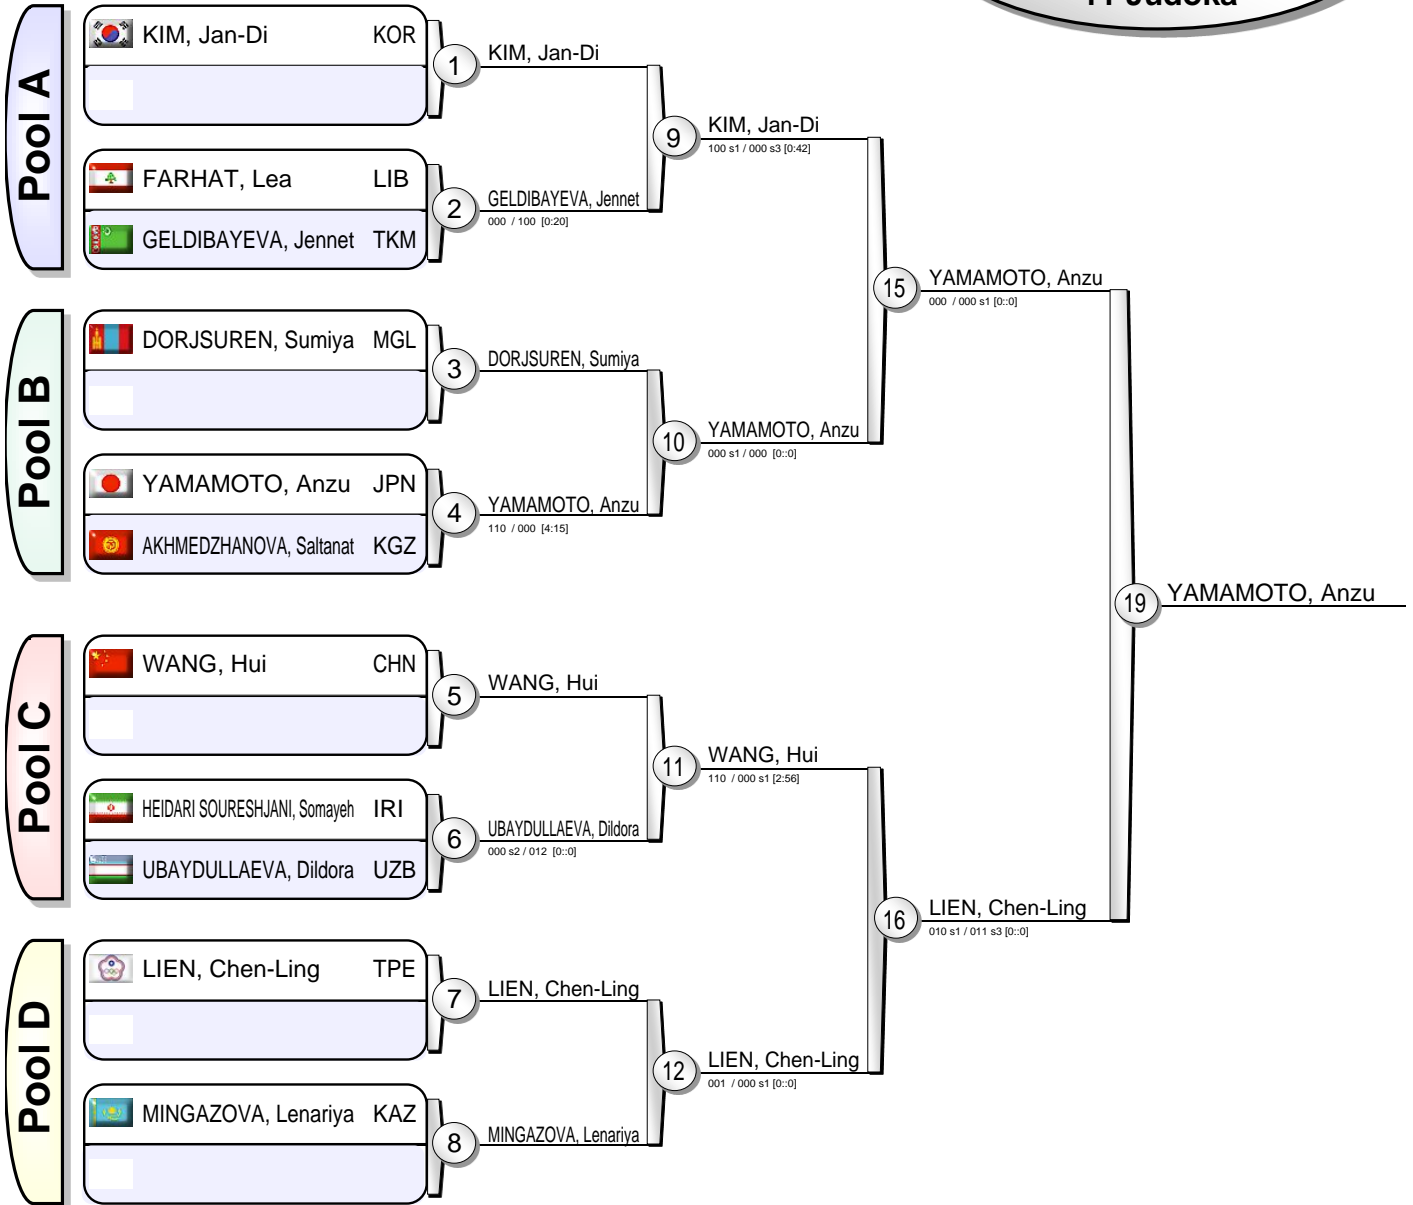 11 Judoka
Pool A
KIM, Jan-Di KOR
1
KIM, Jan-Di
FARHAT, Lea LIB
GELDIBAYEVA, Jennet TKM
2
GELDIBAYEVA, Jennet
000 / 100 [0:20]
9
KIM, Jan-Di
100 s1 / 000 s3 [0:42]
Pool B
DORJSUREN, Sumiya MGL
3
DORJSUREN, Sumiya
YAMAMOTO, Anzu JPN
AKHMEDZHANOVA, Saltanat KGZ
4
YAMAMOTO, Anzu
110 / 000 [4:15]
10
YAMAMOTO, Anzu
000 s1 / 000 [0::0]
15
YAMAMOTO, Anzu
000 / 000 s1 [0::0]
Pool C
WANG, Hui CHN
5
WANG, Hui
HEIDARI SOURESHJANI, Somayeh IRI
UBAYDULLAEVA, Dildora UZB
6
UBAYDULLAEVA, Dildora
000 s2 / 012 [0::0]
11
WANG, Hui
110 / 000 s1 [2:56]
Pool D
LIEN, Chen-Ling TPE
7
LIEN, Chen-Ling
MINGAZOVA, Lenariya KAZ
8
MINGAZOVA, Lenariya
12
LIEN, Chen-Ling
001 / 000 s1 [0::0]
16
LIEN, Chen-Ling
010 s1 / 011 s3 [0::0]
19
YAMAMOTO, Anzu